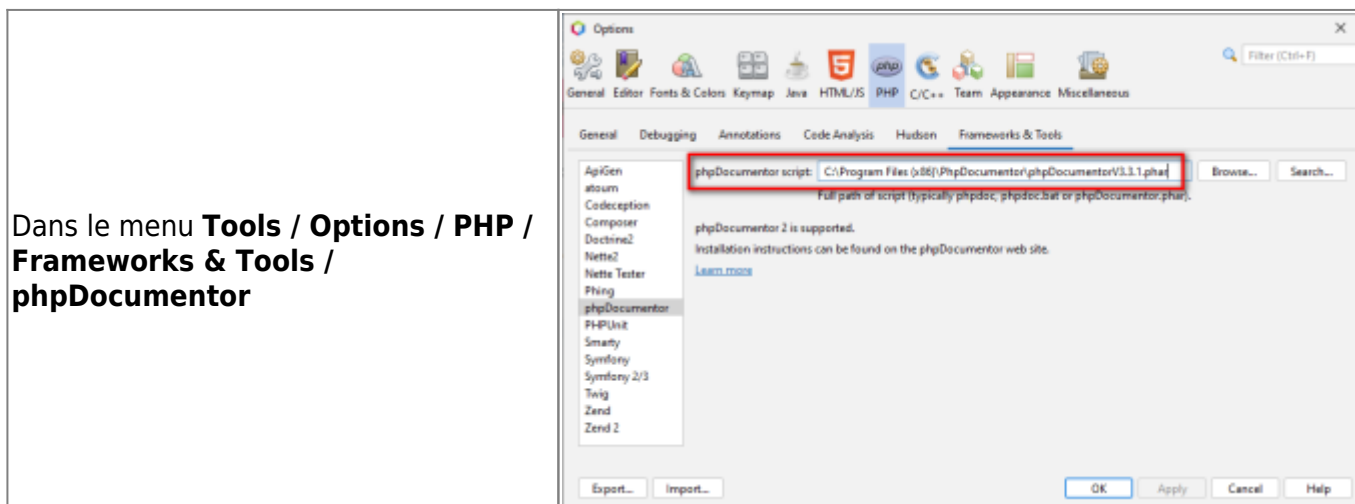 Dans le menu Tools / Options / PHP /
Frameworks & Tools /
phpDocumentor
Options
Filter (Ctrl+F)
General Editor Fonts & Colors Keymap Java HTML/JS PHP C/C++ Team Appearance Miscellaneous
General Debugging Annotations Code Analysis Hudson Frameworks & Tools
ApiGen
atoum
Codeception
Composer
Doctrine2
Nette2
Nette Tester
Phing
phpDocumentor
PHPUnit
Smarty
Symfony
Symfony 2/3
Twig
Zend
Zend 2
phpDocumentor script: C:\Program Files (x86)\PhpDocumentor\phpDocumentorV3.3.1.phar Browse... Search...
Full path of script (typically phpdoc, phpdoc.bat or phpDocumentor.phar).
phpDocumentor 2 is supported.
Installation instructions can be found on the phpDocumentor web site.
Learn more
Export... Import... OK Apply Cancel Help